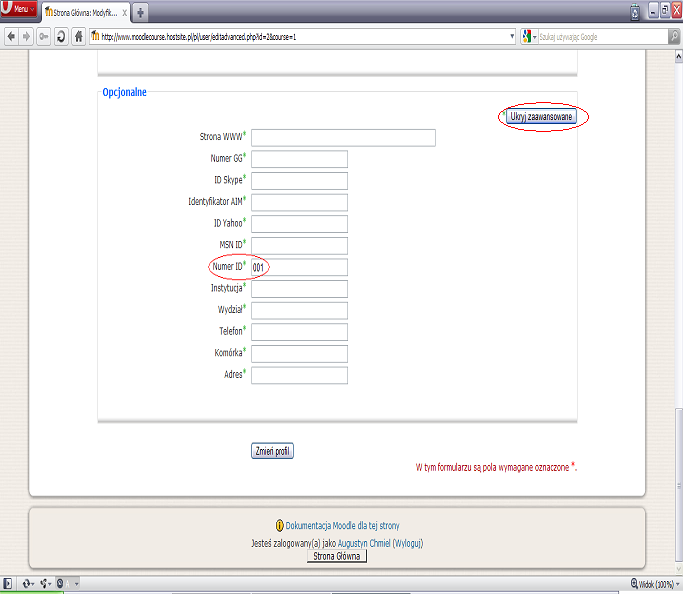 Menu
Strona Główna: Modyfik...
http://www.moodlecourse.hostsite.pl/pl/user/editadvanced.php?id=2&course=1
Szukaj używając Google
Opcjonalne
* Ukryj zaawansowane
Strona WWW*
Numer GG*
ID Skype*
Identyfikator AIM*
ID Yahoo*
MSN ID*
Numer ID* 001
Instytucja*
Wydział*
Telefon*
Komórka*
Adres*
Zmień profil
W tym formularzu są pola wymagane oznaczone *.
Dokumentacja Moodle dla tej strony
Jesteś zalogowany(a) jako Augustyn Chmiel (Wyloguj)
Strona Główna
Widok (100%)